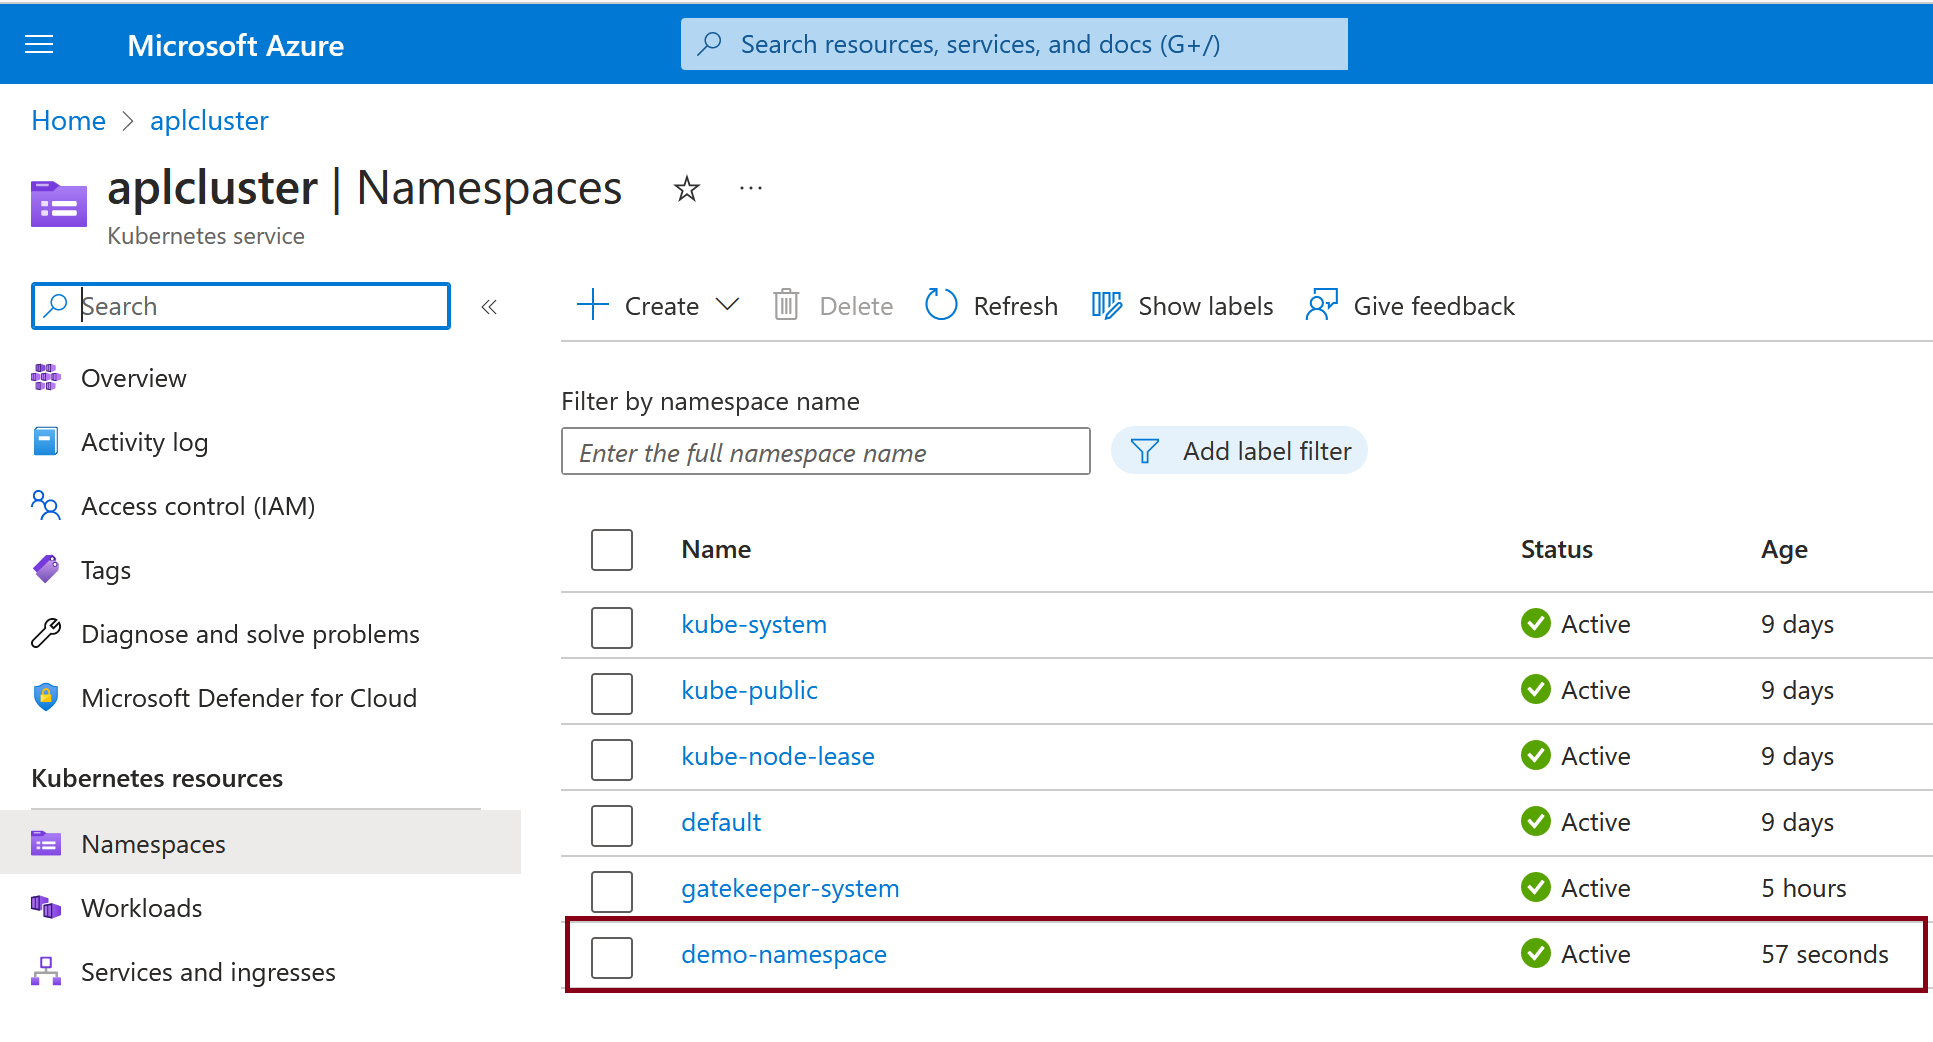 Microsoft Azure
Search resources, services, and docs (G+/)
Home > aplcluster
aplcluster | Namespaces
Kubernetes service
Search
Create
Delete
Refresh
Show labels
Give feedback
Overview
Activity log
Access control (IAM)
Tags
Diagnose and solve problems
Microsoft Defender for Cloud
Kubernetes resources
Namespaces
Workloads
Services and ingresses
Filter by namespace name
Enter the full namespace name
Add label filter
Name Status Age
kube-system Active 9 days
kube-public Active 9 days
kube-node-lease Active 9 days
default Active 9 days
gatekeeper-system Active 5 hours
demo-namespace Active 57 seconds